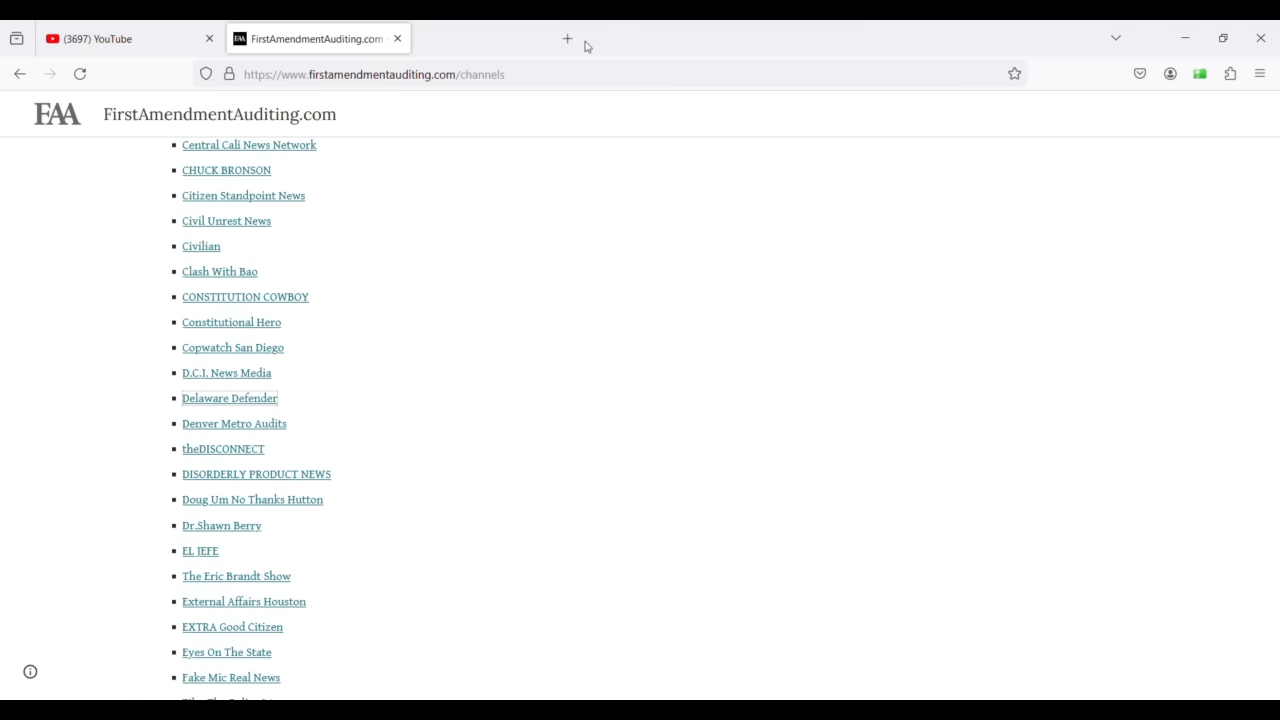 (3697) YouTube
FirstAmendmentAuditing.com
https://www.firstamendmentauditing.com/channels
FAA FirstAmendmentAuditing.com
Central Cali News Network
CHUCK BRONSON
Citizen Standpoint News
Civil Unrest News
Civilian
Clash With Bao
CONSTITUTION COWBOY
Constitutional Hero
Copwatch San Diego
D.C.J. News Media
Delaware Defender
Denver Metro Audits
theDISCONNECT
DISORDERLY PRODUCT NEWS
Doug Um No Thanks Hutton
Dr.Shawn Berry
EL JEFE
The Eric Brandt Show
External Affairs Houston
EXTRA Good Citizen
Eyes On The State
Fake Mic Real News